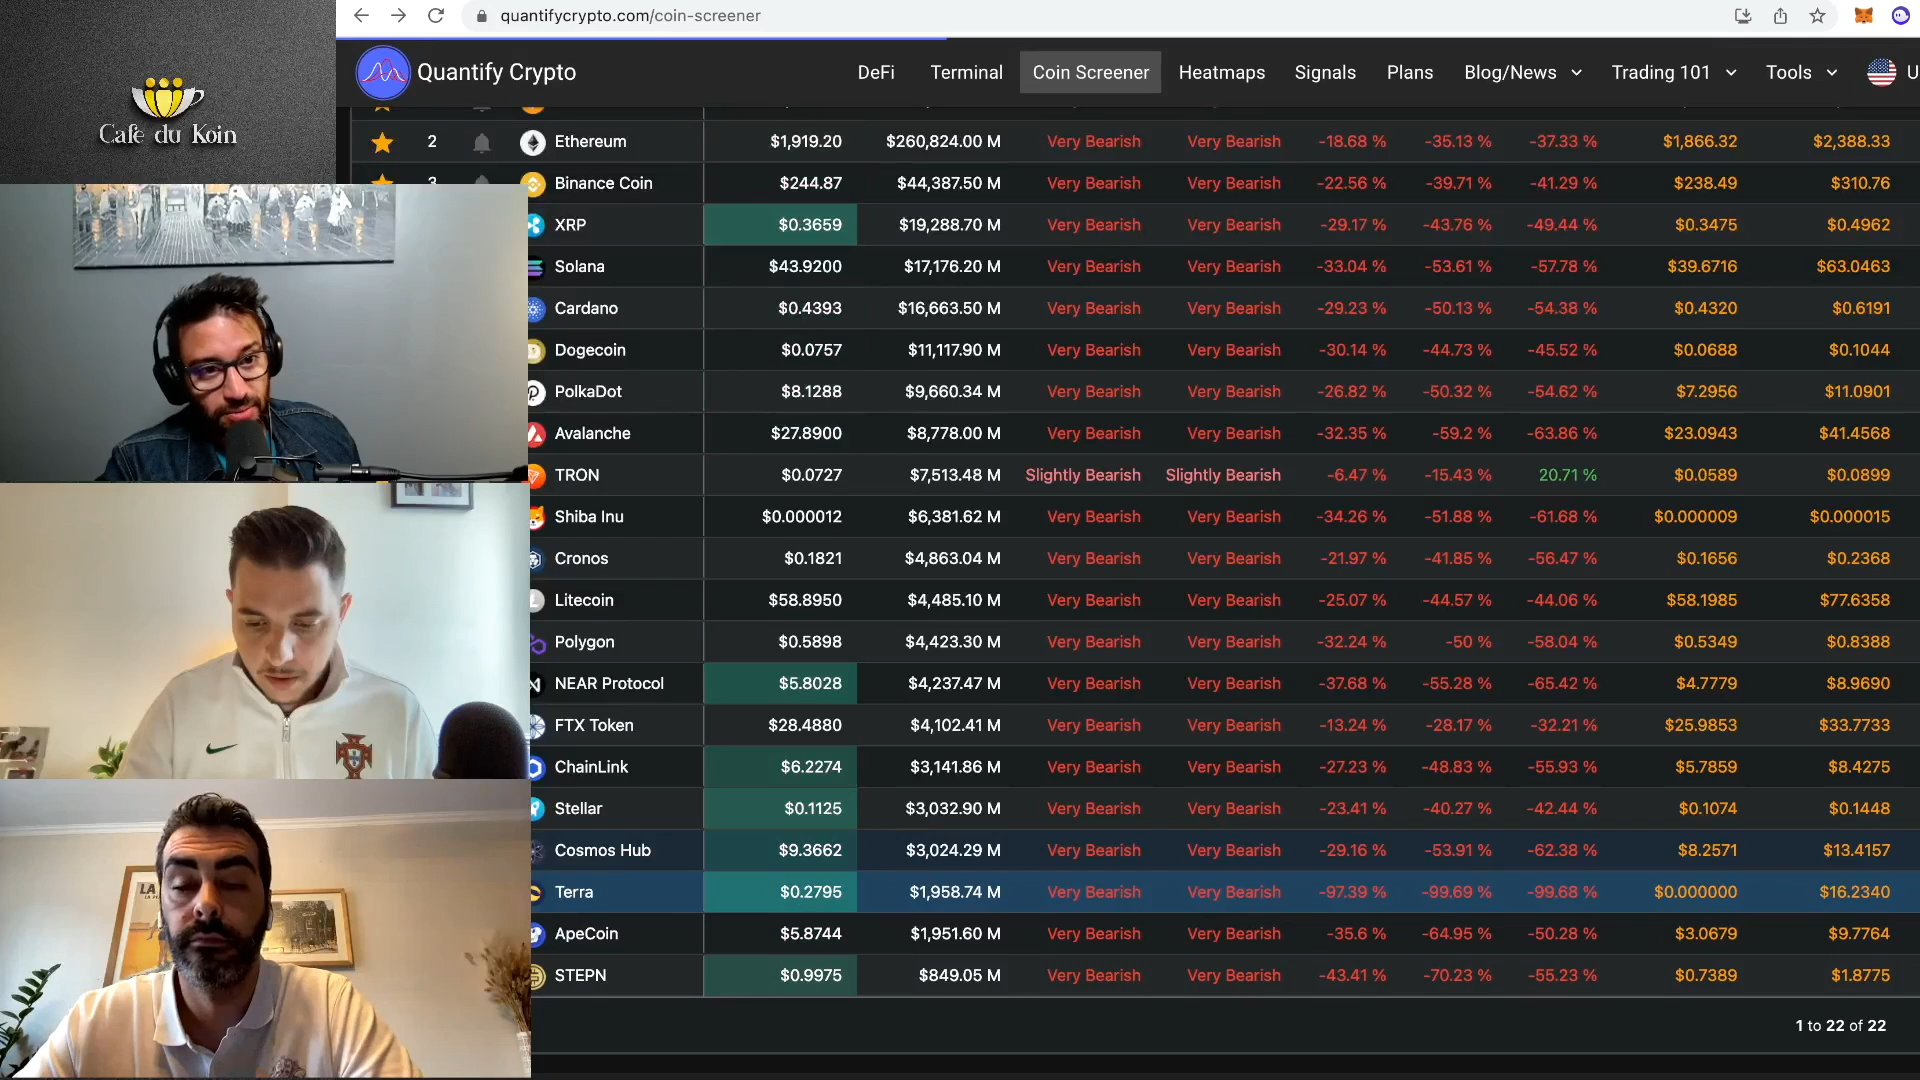 quantifycrypto.com/coin-screener
Quantify Crypto DeFi Terminal Coin Screener Heatmaps Signals Plans Blog/News Trading 101 Tools U
Cafe du Koin
2 Ethereum $1,919.20 $260,824.00 M Very Bearish Very Bearish -18.68 % -35.13 % -37.33 % $1,866.32 $2,388.33
3 Binance Coin $244.87 $44,387.50 M Very Bearish Very Bearish -22.56 % -39.71 % -41.29 % $238.49 $310.76
XRP $0.3659 $19,288.70 M Very Bearish Very Bearish -29.17 % -43.76 % -49.44 % $0.3475 $0.4962
Solana $43.9200 $17,176.20 M Very Bearish Very Bearish -33.04 % -53.61 % -57.78 % $39.6716 $63.0463
Cardano $0.4393 $16,663.50 M Very Bearish Very Bearish -29.23 % -50.13 % -54.38 % $0.4320 $0.6191
Dogecoin $0.0757 $11,117.90 M Very Bearish Very Bearish -30.14 % -44.73 % -45.52 % $0.0688 $0.1044
PolkaDot $8.1288 $9,660.34 M Very Bearish Very Bearish -26.82 % -50.32 % -54.62 % $7.2956 $11.0901
Avalanche $27.8900 $8,778.00 M Very Bearish Very Bearish -32.35 % -59.2 % -63.86 % $23.0943 $41.4568
TRON $0.0727 $7,513.48 M Slightly Bearish Slightly Bearish -6.47 % -15.43 % 20.71 % $0.0589 $0.0899
Shiba Inu $0.000012 $6,381.62 M Very Bearish Very Bearish -34.26 % -51.88 % -61.68 % $0.000009 $0.000015
Cronos $0.1821 $4,863.04 M Very Bearish Very Bearish -21.97 % -41.85 % -56.47 % $0.1656 $0.2368
Litecoin $58.8950 $4,485.10 M Very Bearish Very Bearish -25.07 % -44.57 % -44.06 % $58.1985 $77.6358
Polygon $0.5898 $4,423.30 M Very Bearish Very Bearish -32.24 % -50 % -58.04 % $0.5349 $0.8388
NEAR Protocol $5.8028 $4,237.47 M Very Bearish Very Bearish -37.68 % -55.28 % -65.42 % $4.7779 $8.9690
FTX Token $28.4880 $4,102.41 M Very Bearish Very Bearish -13.24 % -28.17 % -32.21 % $25.9853 $33.7733
ChainLink $6.2274 $3,141.86 M Very Bearish Very Bearish -27.23 % -48.83 % -55.93 % $5.7859 $8.4275
Stellar $0.1125 $3,032.90 M Very Bearish Very Bearish -23.41 % -40.27 % -42.44 % $0.1074 $0.1448
Cosmos Hub $9.3662 $3,024.29 M Very Bearish Very Bearish -29.16 % -53.91 % -62.38 % $8.2571 $13.4157
Terra $0.2795 $1,958.74 M Very Bearish Very Bearish -97.39 % -99.69 % -99.68 % $0.000000 $16.2340
ApeCoin $5.8744 $1,951.60 M Very Bearish Very Bearish -35.6 % -64.95 % -50.28 % $3.0679 $9.7764
STEPN $0.9975 $849.05 M Very Bearish Very Bearish -43.41 % -70.23 % -55.23 % $0.7389 $1.8775
1 to 22 of 22
LA